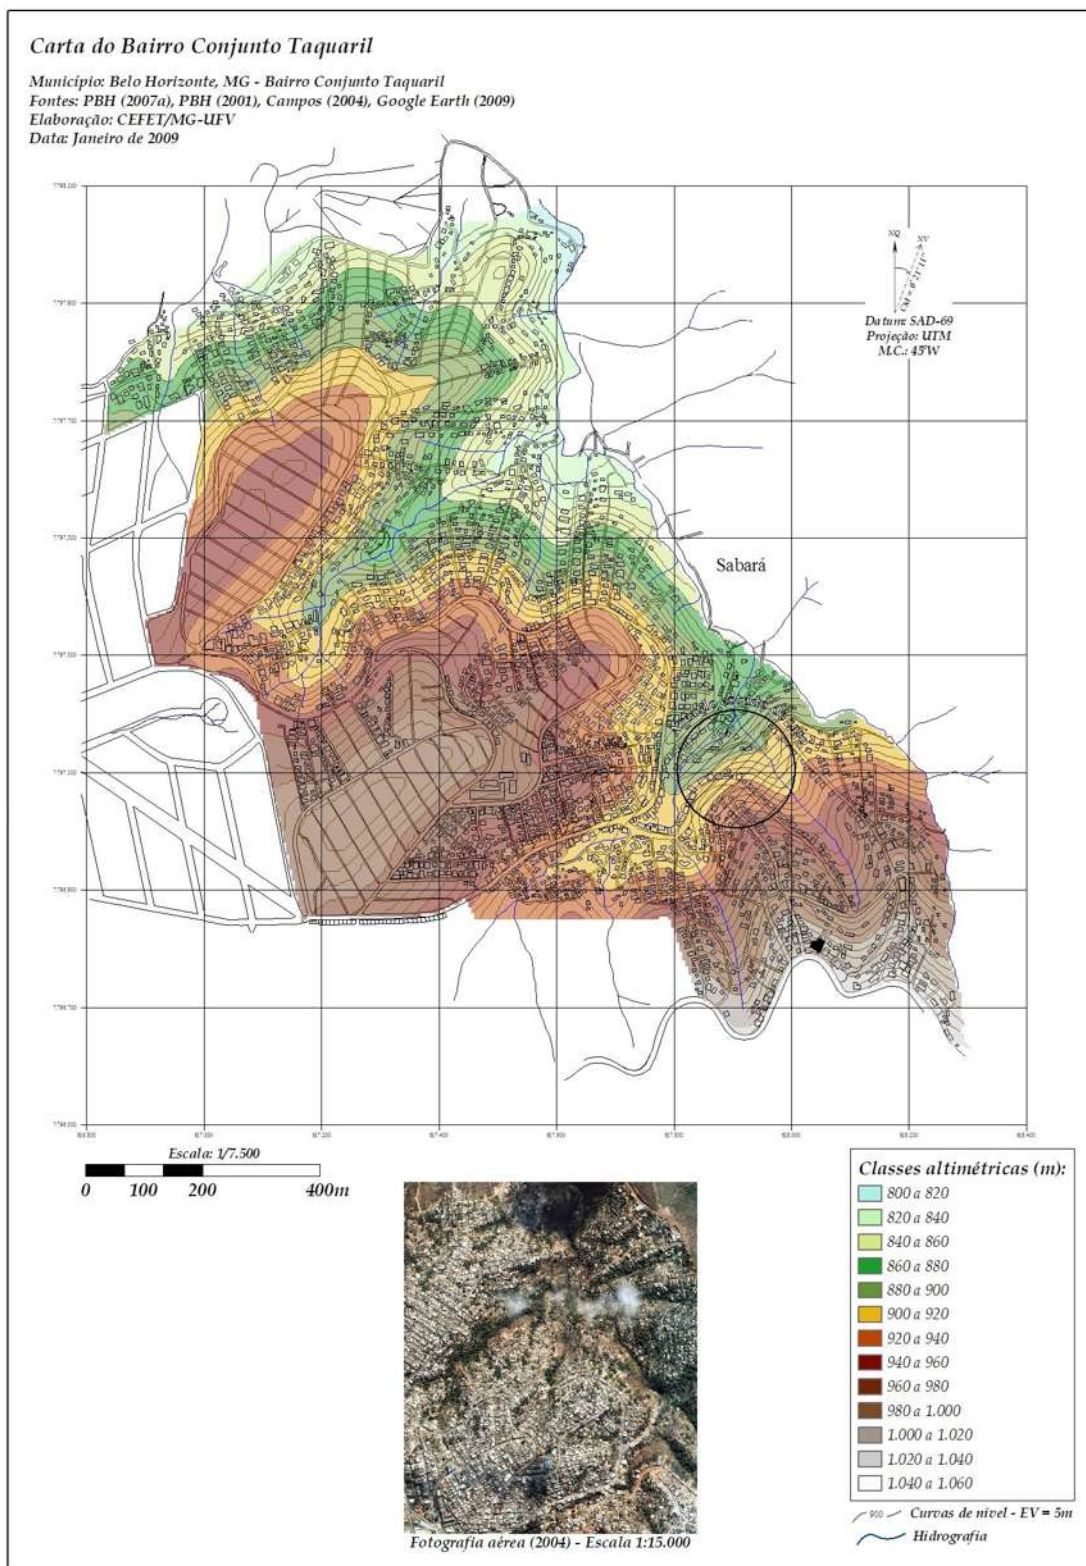 Carta do Bairro Conjunto Taquaril
Município: Belo Horizonte, MG - Bairro Conjunto Taquaril
Fontes: PBH (2007a), PBH (2001), Campos (2004), Google Earth (2009)
Elaboração: CEFET/MG-UFV
Data: Janeiro de 2009
NQ
NV
Datum: SAD-69
Projeção: UTM
M.C.: 45°W
Sabará
Escala: 1/7.500
0 100 200 400m
Classes altimétricas (m):
800 a 820
820 a 840
840 a 860
860 a 880
880 a 900
900 a 920
920 a 940
940 a 960
960 a 980
980 a 1.000
1.000 a 1.020
1.020 a 1.040
1.040 a 1.060
900 Curvas de nível - EV = 5m
Hidrografia
Fotografia aérea (2004) - Escala 1:15.000